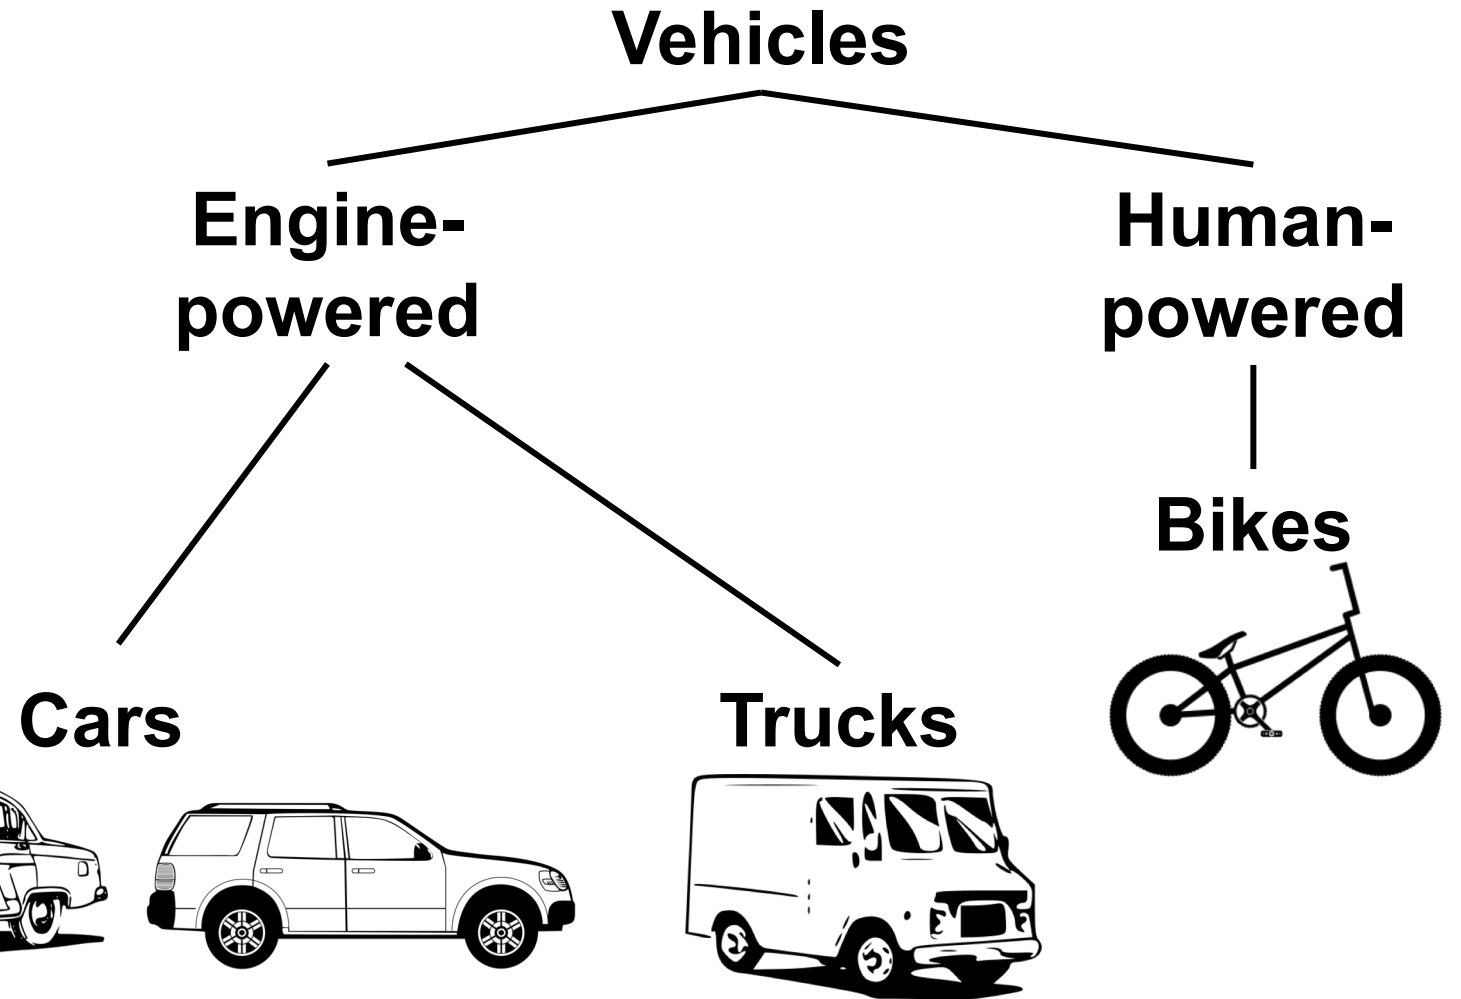 Vehicles
Engine-
powered
Human-
powered
Bikes
Cars
Trucks